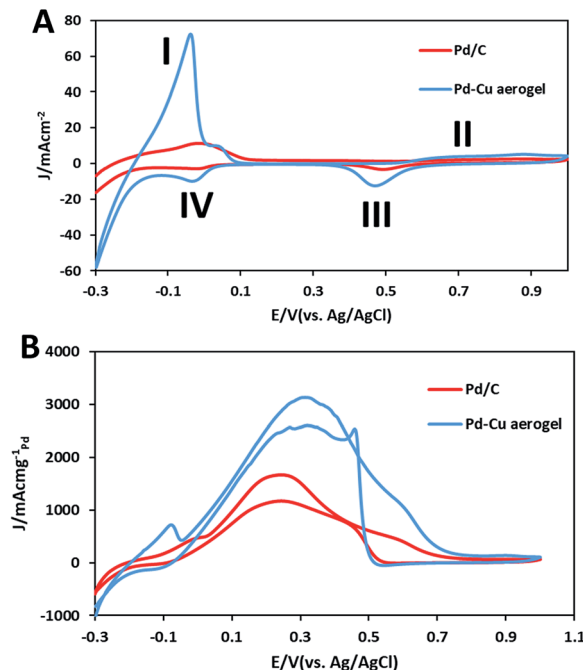 A
80
60
40
20
0
-20
-40
-60
J/mAcm-2
I
II
III
IV
Pd/C
Pd-Cu aerogel
-0.3 -0.1 0.1 0.3 0.5 0.7 0.9
E/V(vs. Ag/AgCl)
B
4000
3000
2000
1000
0
-1000
J/mAcmg-1Pd
Pd/C
Pd-Cu aerogel
-0.3 -0.1 0.1 0.3 0.5 0.7 0.9 1.1
E/V(vs. Ag/AgCl)